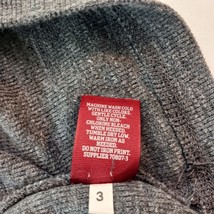 MACHINE WASH COLD
WITH LIKE COLORS,
GENTLE CYCLE.
ONLY NON-
CHLORINE BLEACH
WHEN NEEDED.
TUMBLE DRY LOW,
WARM IRON AS
NEEDED.
DO NOT IRON PRINT.
SUPPLIER 70807-3
3